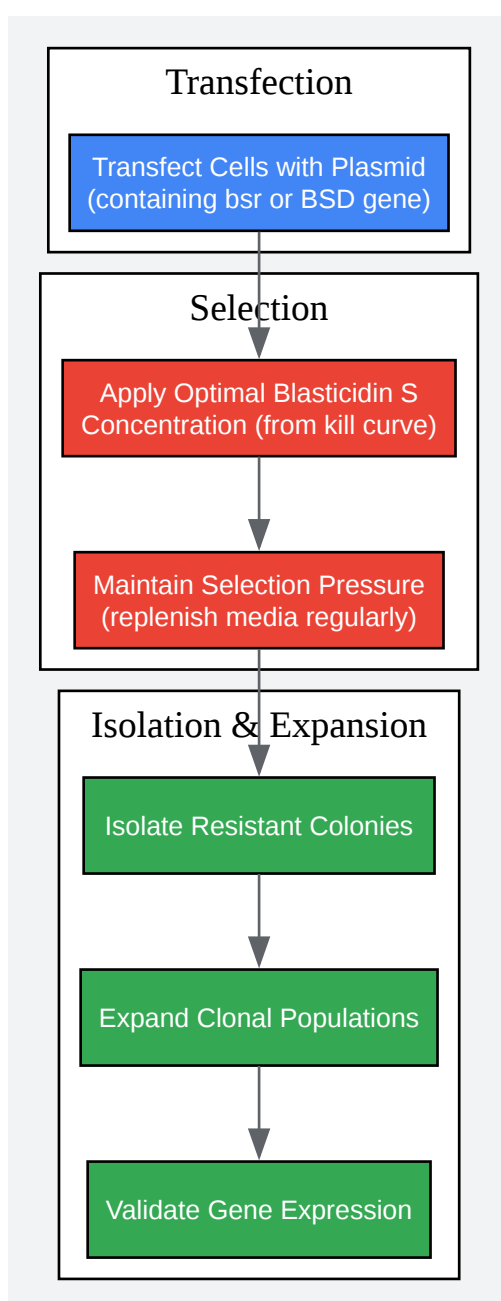 Transfection
Transfect Cells with Plasmid
(containing bsr or BSD gene)
Selection
Apply Optimal Blasticidin S
Concentration (from kill curve)
Maintain Selection Pressure
(replenish media regularly)
Isolation & Expansion
Isolate Resistant Colonies
Expand Clonal Populations
Validate Gene Expression